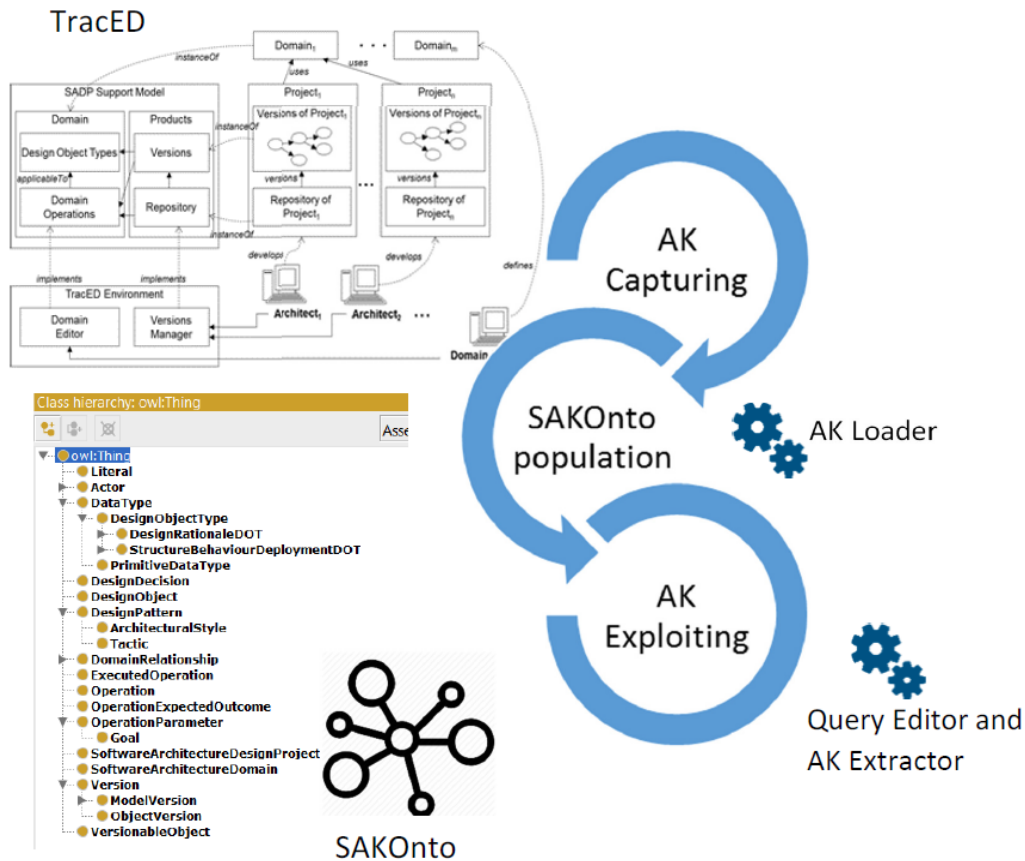 TracED
Domain1 • • • Domainm
instanceOf
uses
uses
SADP Support Model
Domain
Products
Design Object Types
Versions
applicableTo
Domain
Operations
Repository
instanceOf
instanceOf
Project1
Versions of Project1
versions
Repository of
Project1
• • •
Projectn
Versions of Projectn
versions
Repository of
Projectn
develops
develops
defines
implements
implements
TracED Environment
Domain
Editor
Versions
Manager
Architect1
Architect2
• • •
Domain
AK
Capturing
SAKOnto
population
AK Loader
AK
Exploiting
Query Editor and
AK Extractor
Class hierarchy: owl:Thing
Asse
owl:Thing
Literal
Actor
DataType
DesignObjectType
DesignRationaleDOT
StructureBehaviourDeploymentDOT
PrimitiveDataType
DesignDecision
DesignObject
DesignPattern
ArchitecturalStyle
Tactic
DomainRelationship
ExecutedOperation
Operation
OperationExpectedOutcome
OperationParameter
Goal
SoftwareArchitectureDesignProject
SoftwareArchitectureDomain
Version
ModelVersion
ObjectVersion
VersionableObject
SAKOnto